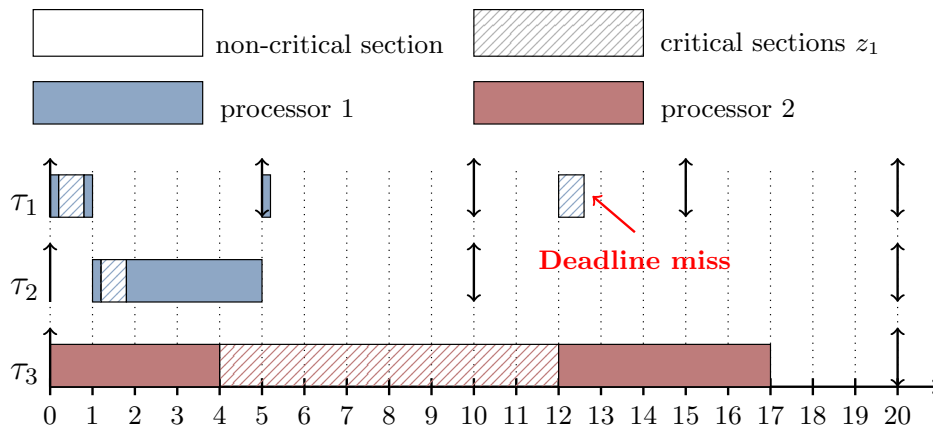 non-critical section
critical sections z₁
processor 1
processor 2
τ₁
Deadline miss
τ₂
τ₃
0 1 2 3 4 5 6 7 8 9 10 11 12 13 14 15 16 17 18 19 20